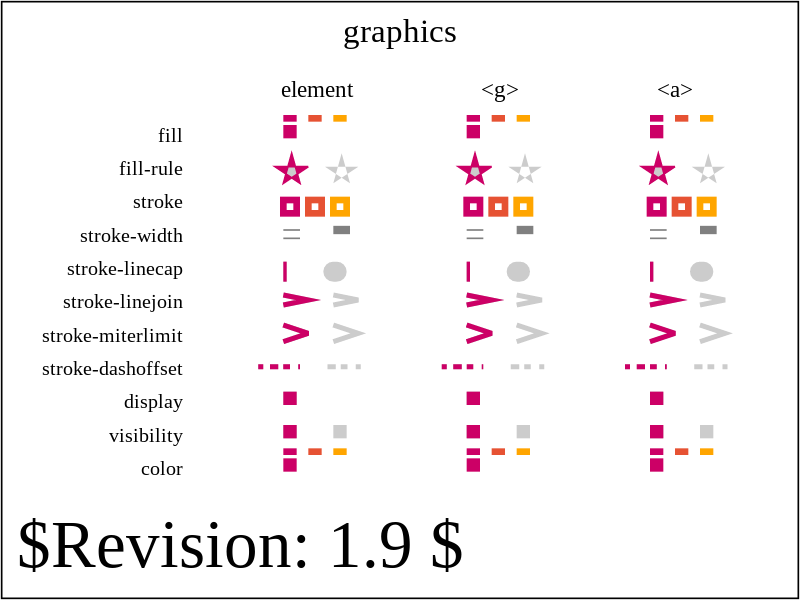 graphics
element <g> <a>
fill
fill-rule
stroke
stroke-width
stroke-linecap
stroke-linejoin
stroke-miterlimit
stroke-dashoffset
display
visibility
color
$Revision: 1.9 $